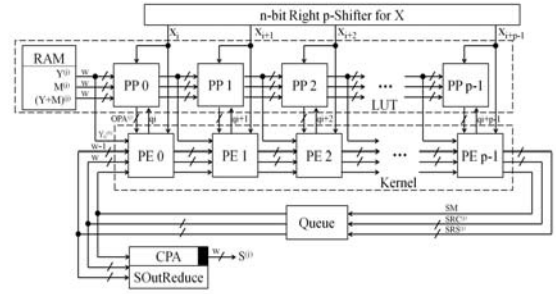 n-bit Right p-Shifter for X
Xi Xi+1 Xi+2 Xi+p-1
RAM
Y(j) w
M(j) w
(Y+M)(j) w
PP 0 PP 1 PP 2 ... PP p-1
LUT
OPA(j) qi qi+1 qi+2 qi+p-1
w-1
w
PE 0 PE 1 PE 2 ... PE p-1
Kernel
SM
Queue
SRC(j)
SRS(j)
CPA w S(j)
SOutReduce